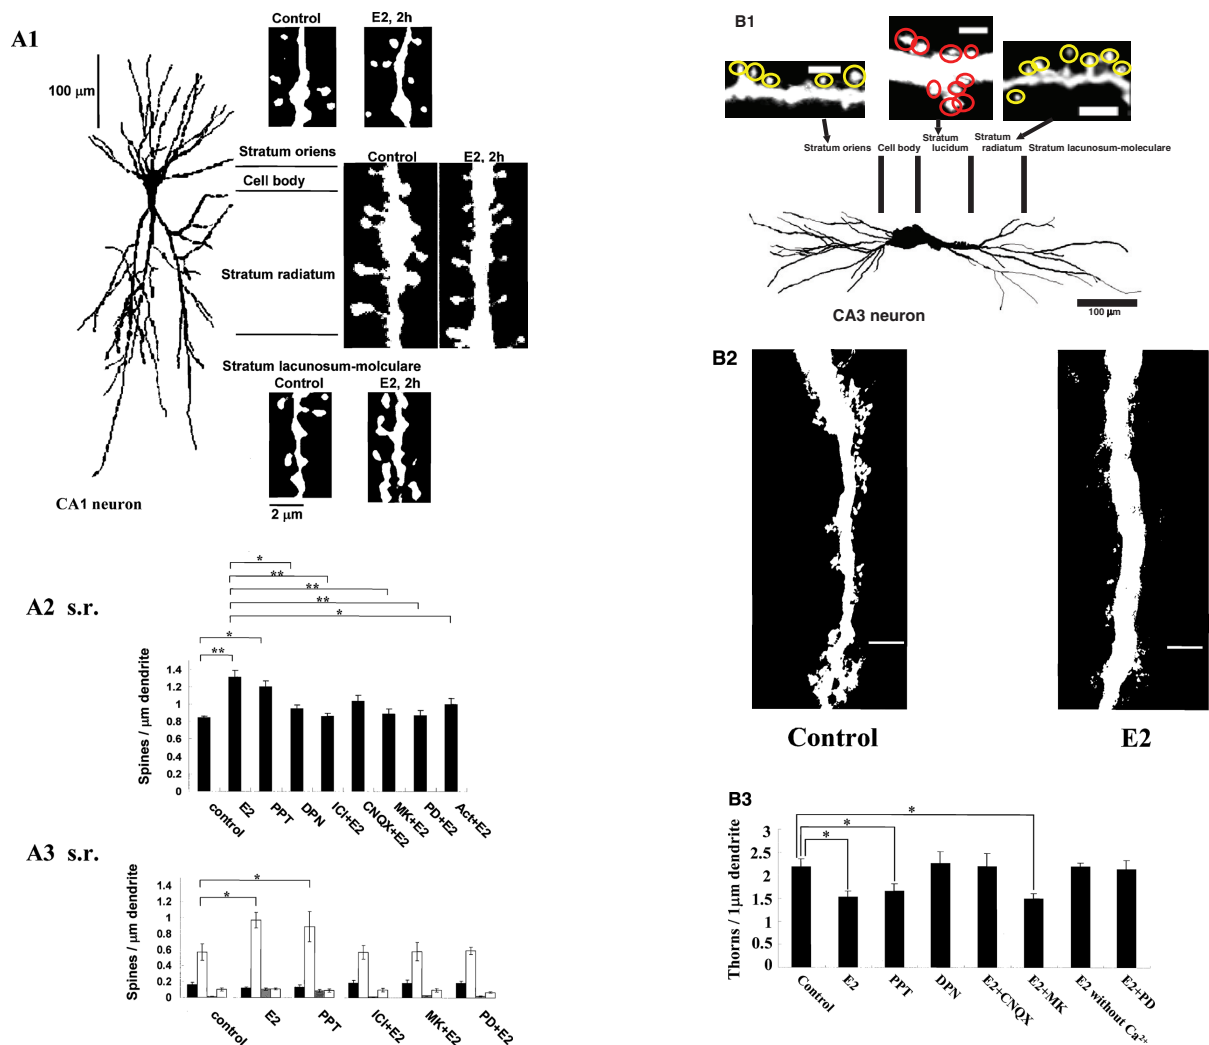 A1
Control
E2, 2h
100 μm
Stratum oriens
Cell body
Control
E2, 2h
Stratum radiatum
Stratum lacunosum-molculare
Control
E2, 2h
2 μm
CA1 neuron
A2 s.r.
*
**
**
**
*
*
**
Spines / μm dendrite
1.4
1.2
1
0.8
0.6
0.4
0.2
0
control
E2
PPT
DPN
ICI+E2
CNQX+E2
MK+E2
PD+E2
Act+E2
A3 s.r.
*
*
Spines / μm dendrite
1.4
1.2
1
0.8
0.6
0.4
0.2
0
control
E2
PPT
ICI+E2
MK+E2
PD+E2
B1
Stratum oriens
Cell body
Stratum
lucidum
Stratum
radiatum
Stratum lacunosum-moleculare
CA3 neuron
100 μm
B2
Control
E2
B3
*
*
*
Thorns / 1μm dendrite
3
2.5
2
1.5
1
0.5
0
Control
E2
PPT
DPN
E2+CNQX
E2+MK
E2 without Ca²⁺
E2+PD